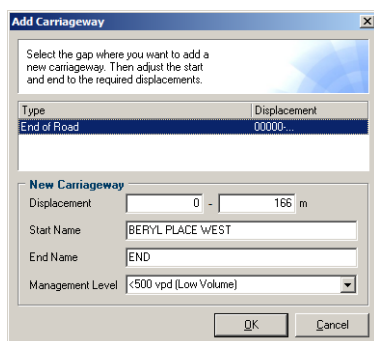 Add Carriageway
Select the gap where you want to add a
new carriageway. Then adjust the start
and end to the required displacements.
Type Displacement
End of Road 00000-...
New Carriageway
Displacement 0 - 166 m
Start Name BERYL PLACE WEST
End Name END
Management Level <500 vpd (Low Volume)
OK Cancel